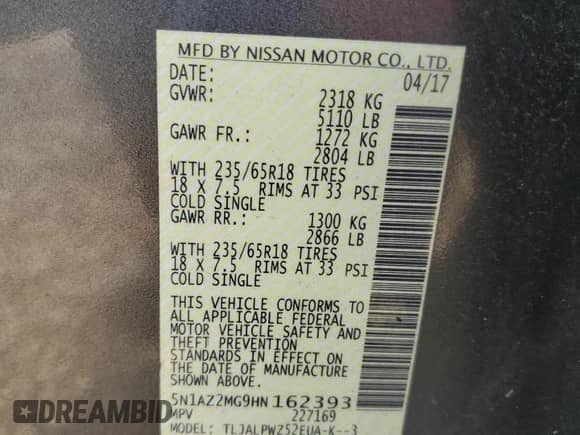 MFD BY NISSAN MOTOR CO., LTD.
DATE: 04/17
GVWR: 2318 KG
5110 LB
GAWR FR.: 1272 KG
2804 LB
WITH 235/65R18 TIRES
18 X 7.5 RIMS AT 33 PSI
COLD SINGLE
GAWR RR.: 1300 KG
2866 LB
WITH 235/65R18 TIRES
18 X 7.5 RIMS AT 33 PSI
COLD SINGLE
THIS VEHICLE CONFORMS TO
ALL APPLICABLE FEDERAL
MOTOR VEHICLE SAFETY AND
THEFT PREVENTION
STANDARDS IN EFFECT ON
THE DATE OF MANUFACTURE
SHOWN ABOVE.
5N1AZ2MG9HN162393
MPV 227169
MODEL: TLJALPWZ52EUA-K--3
AUTOBIDCAR